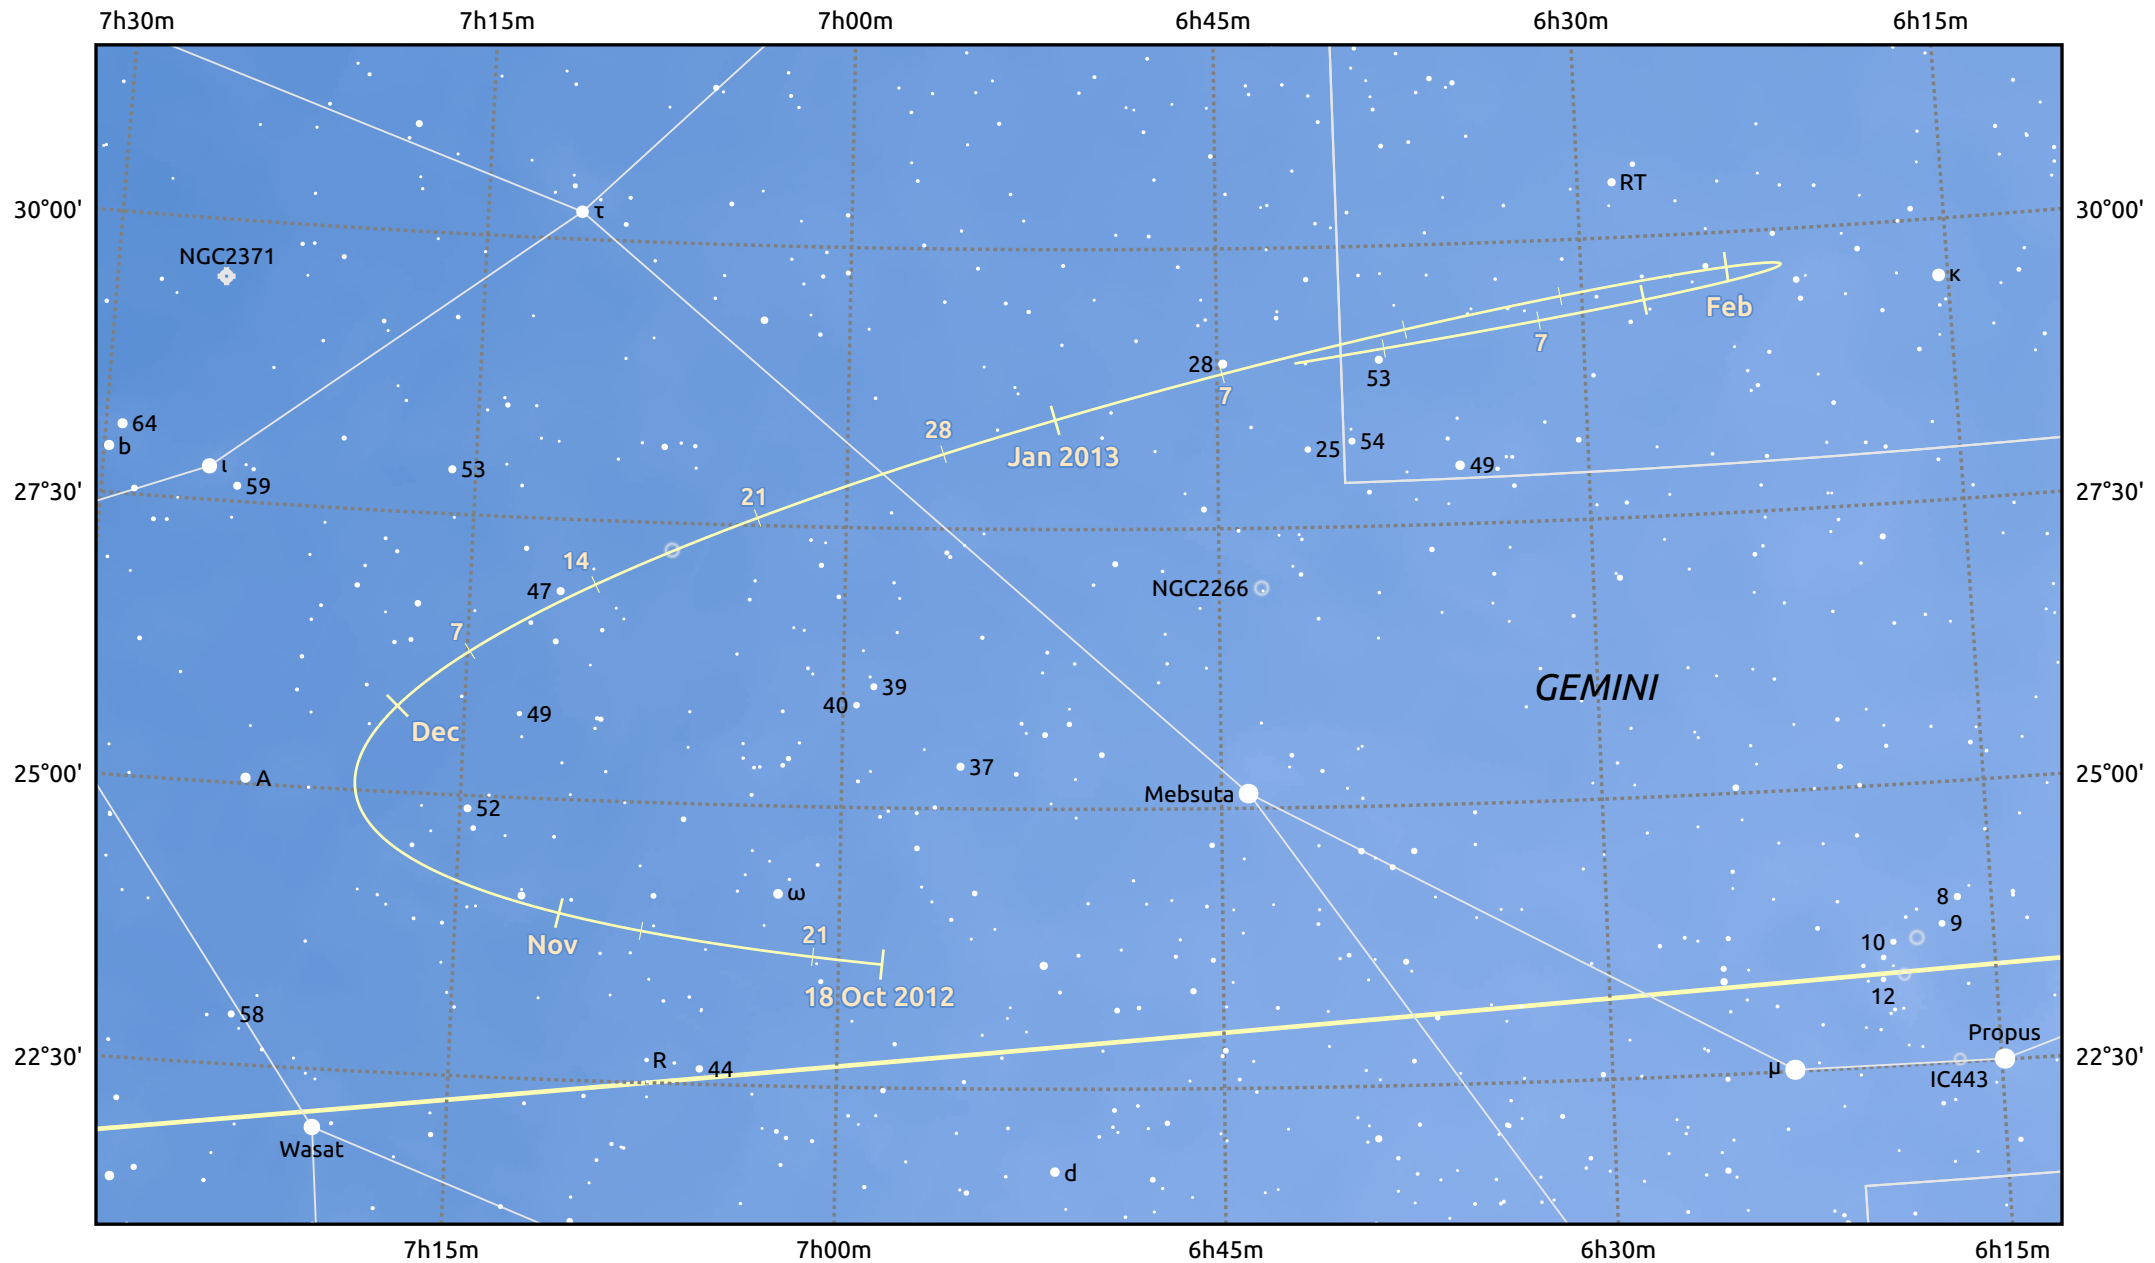 7h30m 7h15m 7h00m 6h45m 6h30m 6h15m
RT
30°00' τ 30°00'
NGC2371 κ
Feb
7
28
53
7
64 28
b Jan 2013 25 54
ι 53 49
59
27°30' 21 27°30'
14
47 NGC2266
7
39 GEMINI
40
49
Dec
37
25°00' A 25°00'
Mebsuta
52
ω 8
9
21 10
Nov
18 Oct 2012 12
58
Propus
22°30' R 44 μ 22°30'
IC443
Wasat
d
7h15m 7h00m 6h45m 6h30m 6h15m